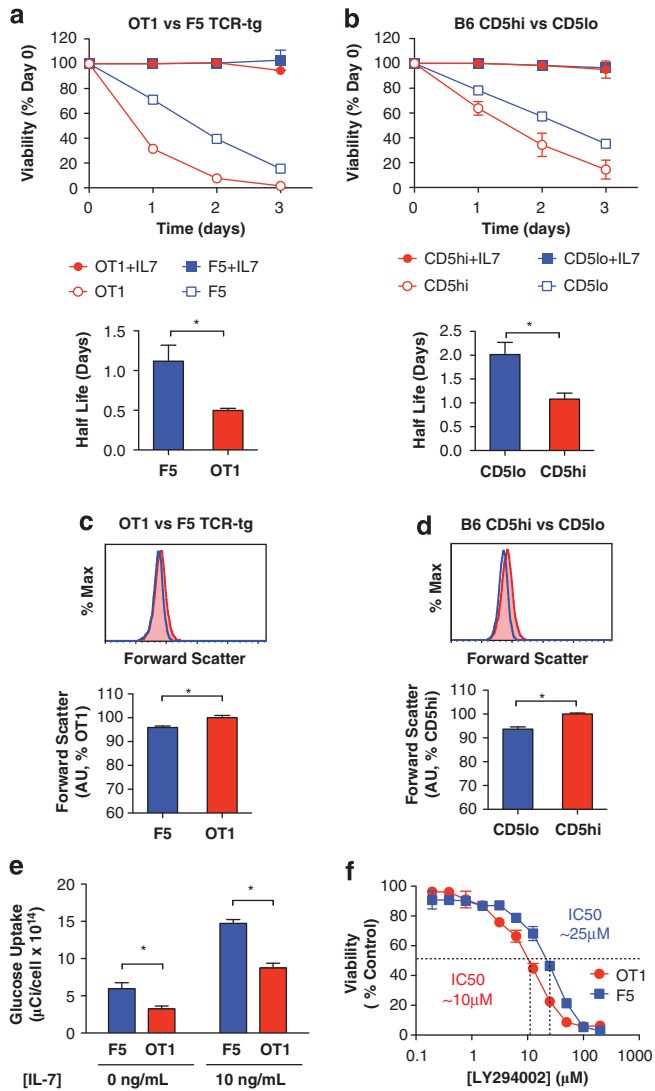 a
OT1 vs F5 TCR-tg
Viability (% Day 0)
120
100
80
60
40
20
0
0 1 2 3
Time (days)
OT1+IL7 F5+IL7
OT1 F5
Half Life (Days)
1.5
1.0
0.5
0.0
*
F5 OT1
b
B6 CD5hi vs CD5lo
Viability (% Day 0)
120
100
80
60
40
20
0
0 1 2 3
Time (days)
CD5hi+IL7 CD5lo+IL7
CD5hi CD5lo
Half Life (Days)
2.5
2.0
1.5
1.0
0.5
0.0
*
CD5lo CD5hi
c
OT1 vs F5 TCR-tg
% Max
Forward Scatter
Forward Scatter
(AU, % OT1)
100
90
80
70
60
*
F5 OT1
d
B6 CD5hi vs CD5lo
% Max
Forward Scatter
Forward Scatter
(AU, % CD5hi)
100
90
80
70
60
*
CD5lo CD5hi
e
Glucose Uptake
(μCi/cell x 10^14)
20
15
10
5
0
*
*
F5 OT1 F5 OT1
[IL-7] 0 ng/mL 10 ng/mL
f
Viability
( % Control)
100
80
60
40
20
0
IC50
~25μM
IC50
~10μM
OT1
F5
0.1 1 10 100 1000
[LY294002] (μM)